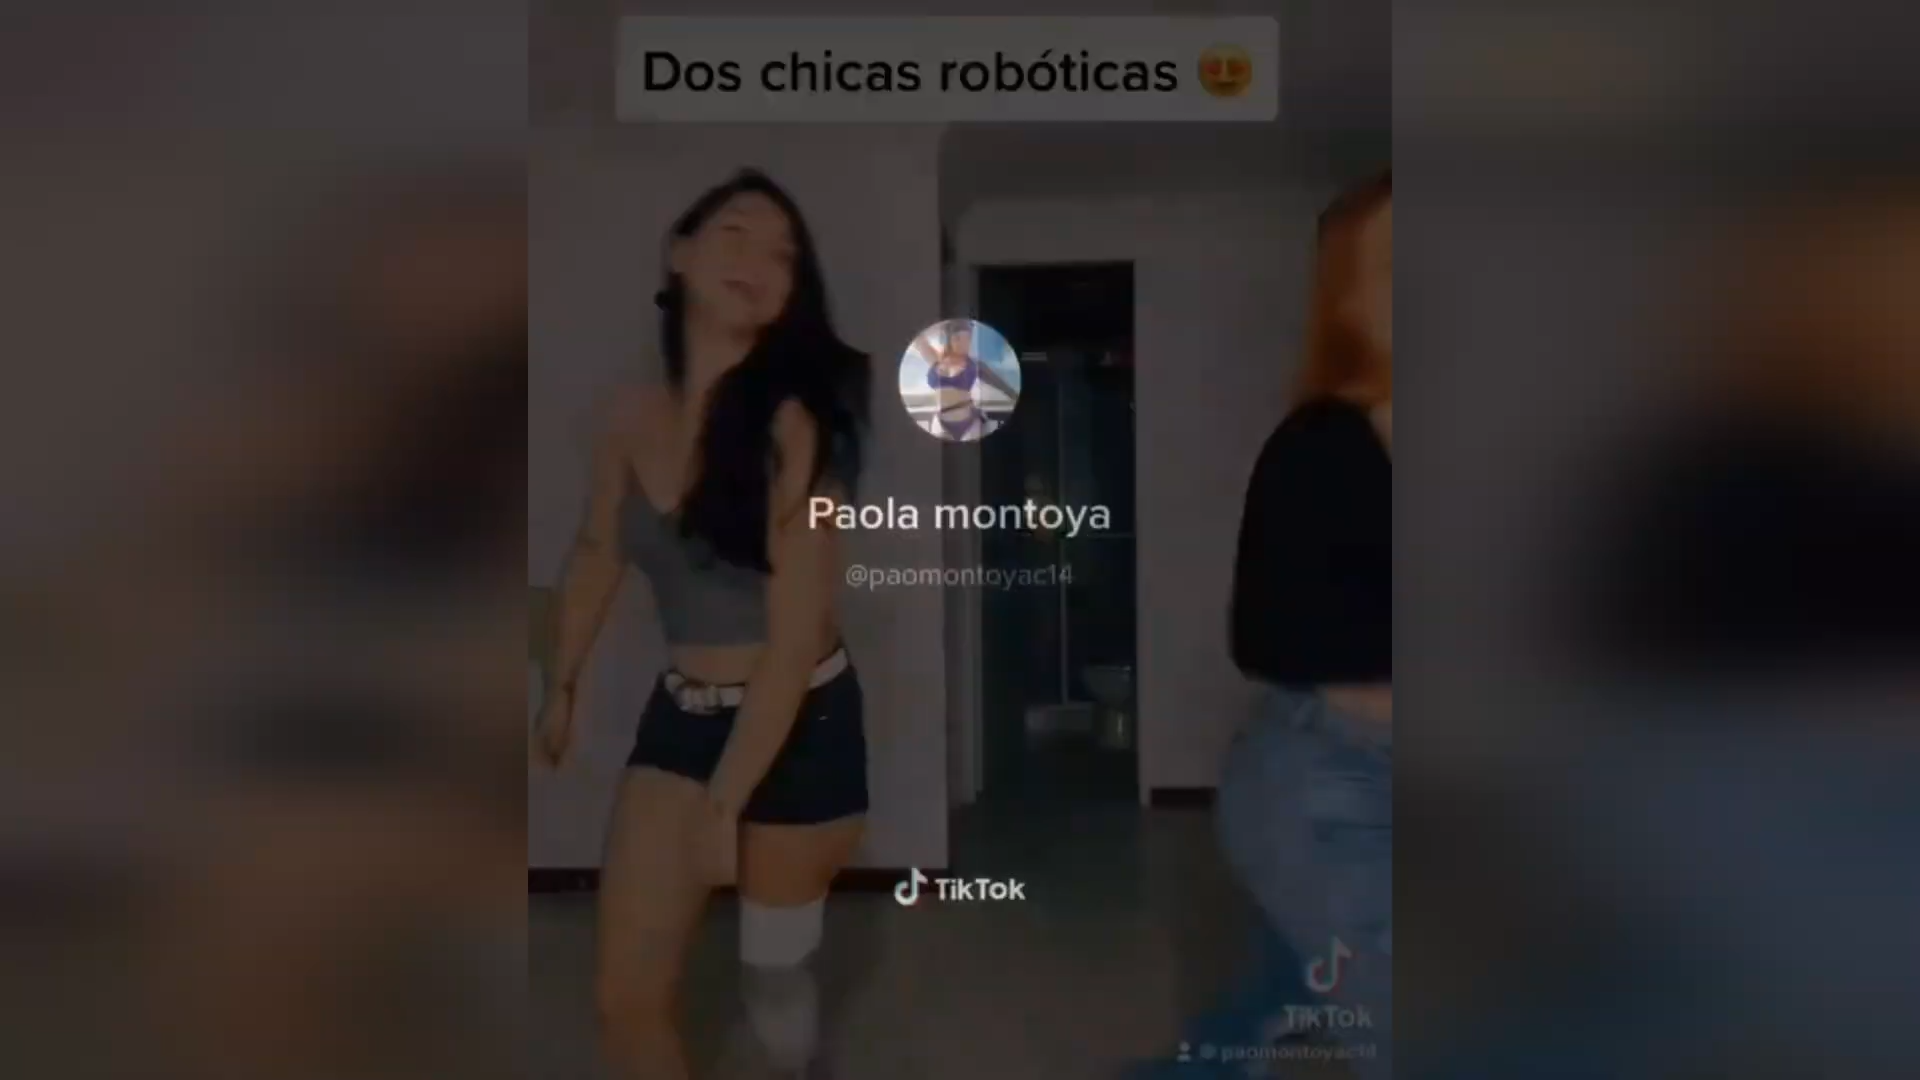 Dos chicas robóticas 😍
Paola montoya
@paomontoyac14
TikTok
TikTok
@ paomontoyac14